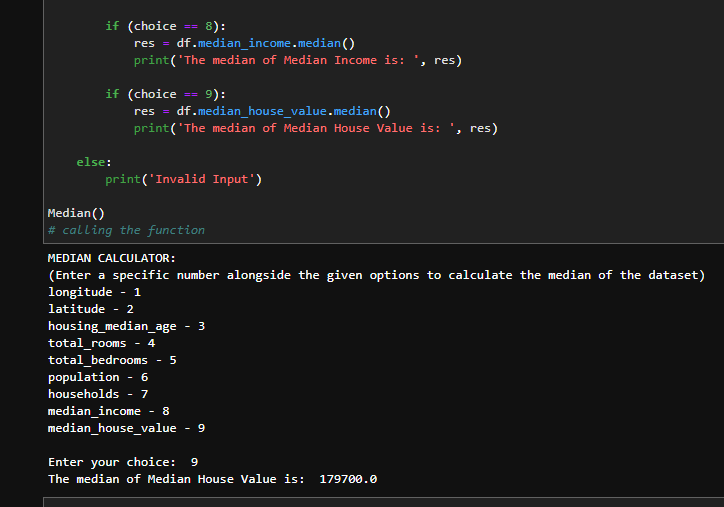 if (choice == 8):
res = df.median_income.median()
print('The median of Median Income is: ', res)
if (choice == 9):
res = df.median_house_value.median()
print('The median of Median House Value is: ', res)
else:
print('Invalid Input')
Median()
# calling the function
MEDIAN CALCULATOR:
(Enter a specific number alongside the given options to calculate the median of the dataset)
longitude - 1
latitude - 2
housing_median_age - 3
total_rooms - 4
total_bedrooms - 5
population - 6
households - 7
median_income - 8
median_house_value - 9
Enter your choice:  9
The median of Median House Value is:  179700.0